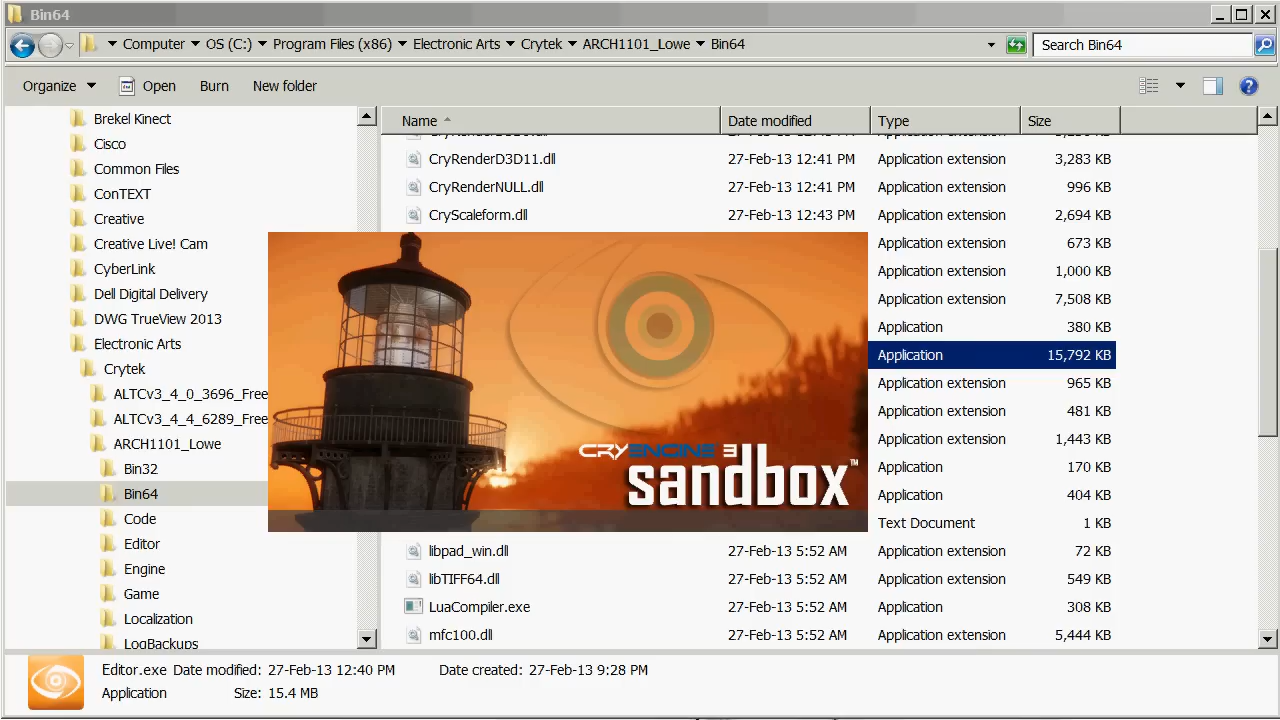 Bin64
Computer OS (C:) Program Files (x86) Electronic Arts Crytek ARCH1101_Lowe Bin64 Search Bin64
Organize Open Burn New folder
Name Date modified Type Size
Brekel Kinect
Cisco
Common Files
ConTEXT
Creative
Creative Live! Cam
CyberLink
Dell Digital Delivery
DWG TrueView 2013
Electronic Arts
Crytek
ALTCv3_4_0_3696_Free
ALTCv3_4_4_6289_Free
ARCH1101_Lowe
Bin32
Bin64
Code
Editor
Engine
Game
Localization
LogBackups
CryRenderD3D11.dll 27-Feb-13 12:41 PM Application extension 3,283 KB
CryRenderNULL.dll 27-Feb-13 12:41 PM Application extension 996 KB
CryScaleform.dll 27-Feb-13 12:43 PM Application extension 2,694 KB
Application extension 673 KB
Application extension 1,000 KB
Application extension 7,508 KB
Application 380 KB
Application 15,792 KB
Application extension 965 KB
Application extension 481 KB
Application extension 1,443 KB
Application 170 KB
Application 404 KB
Text Document 1 KB
libpad_win.dll 27-Feb-13 5:52 AM Application extension 72 KB
libTIFF64.dll 27-Feb-13 5:52 AM Application extension 549 KB
LuaCompiler.exe 27-Feb-13 5:52 AM Application 308 KB
mfc100.dll 27-Feb-13 5:52 AM Application extension 5,444 KB
CRYENGINE 3
sandbox™
Editor.exe Date modified: 27-Feb-13 12:40 PM Date created: 27-Feb-13 9:28 PM
Application Size: 15.4 MB